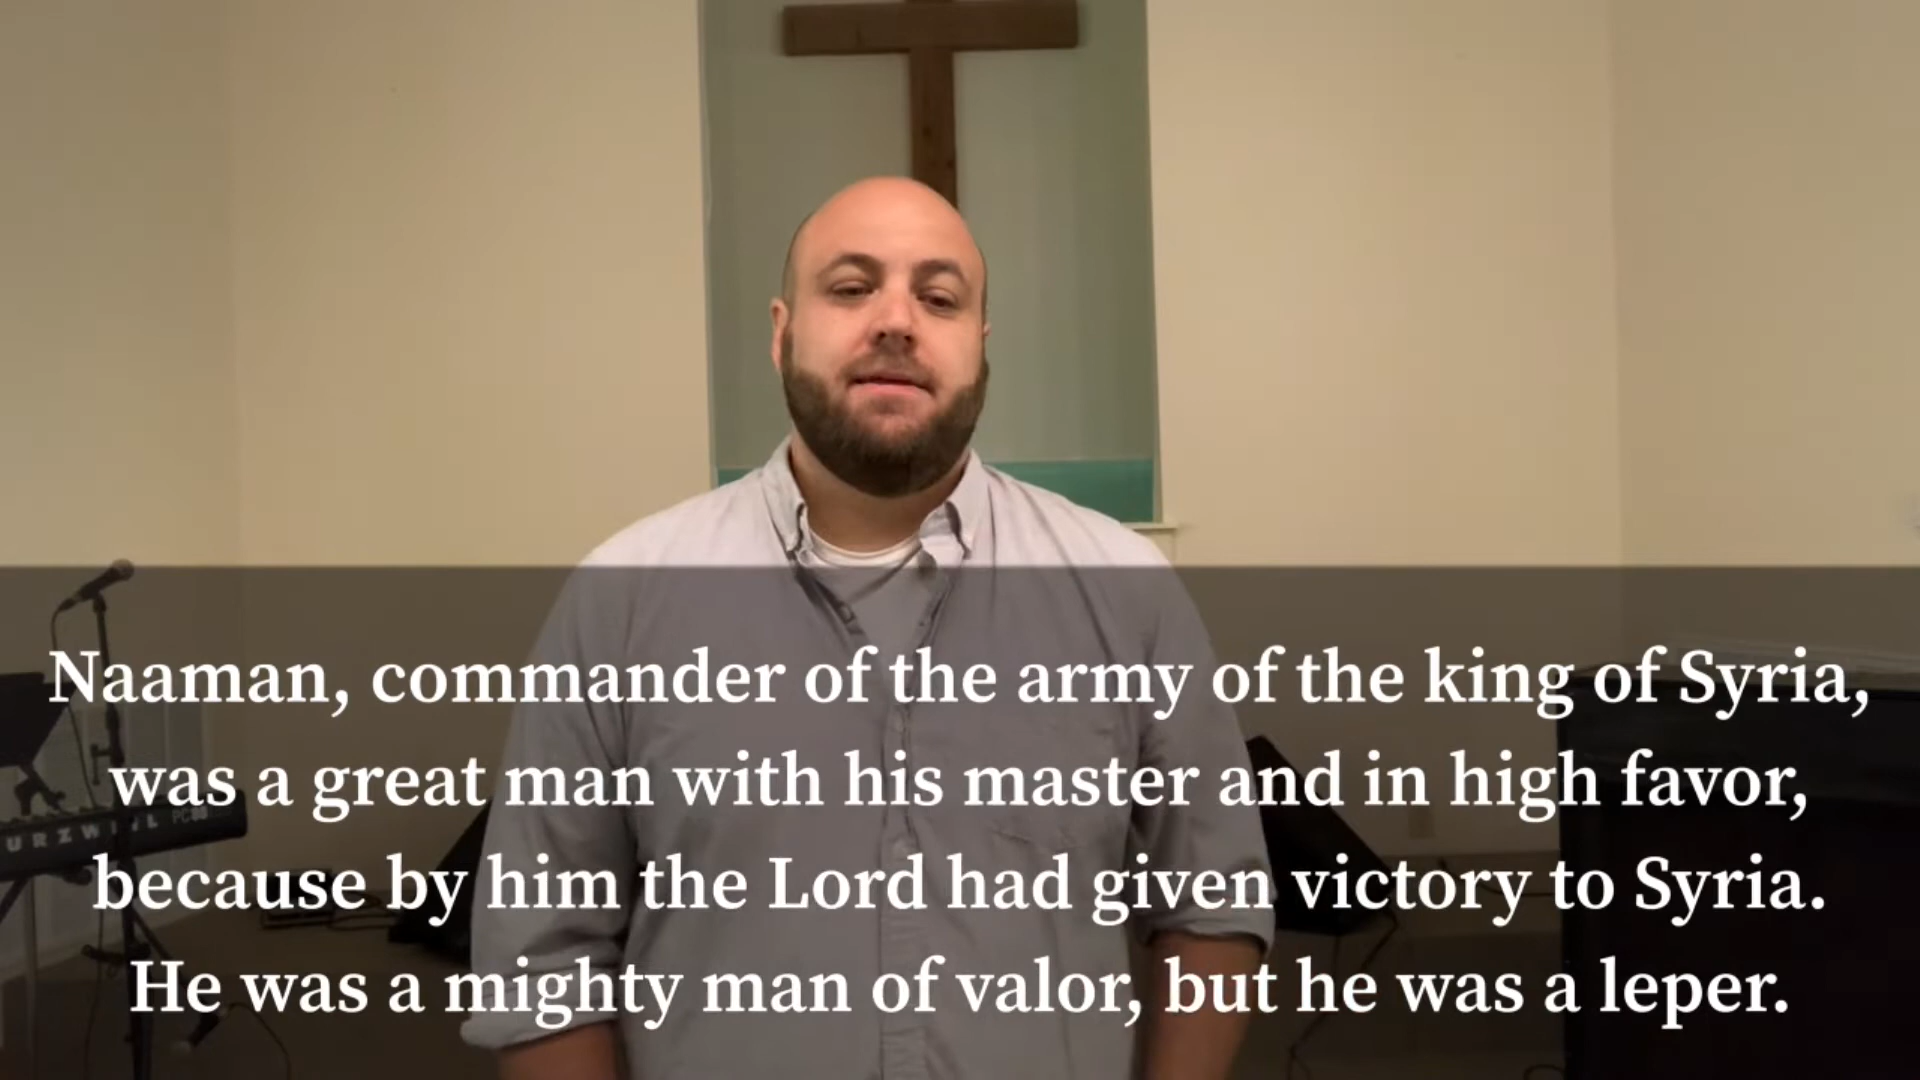 Naaman, commander of the army of the king of Syria,
was a great man with his master and in high favor,
because by him the Lord had given victory to Syria.
He was a mighty man of valor, but he was a leper.
PC88